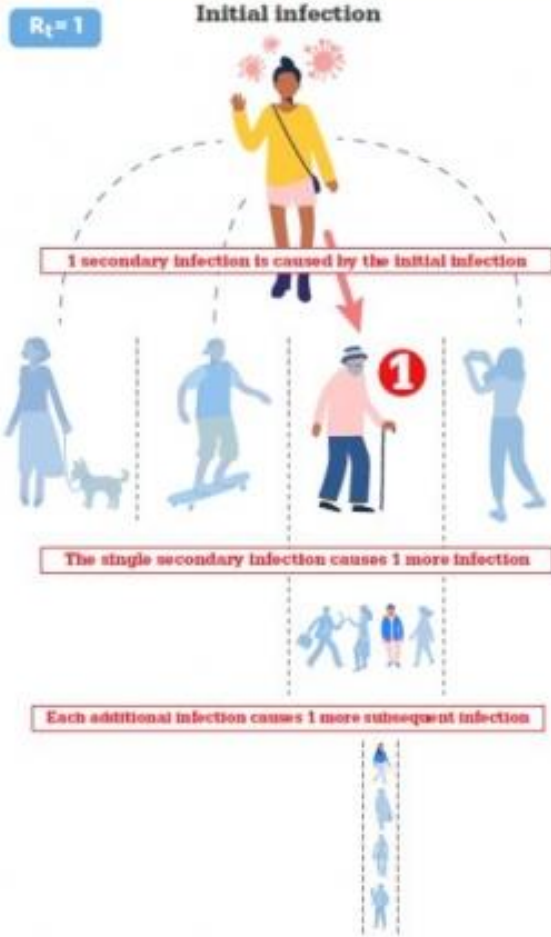 Rt = 1
Initial infection
1 secondary infection is caused by the initial infection
1
The single secondary infection causes 1 more infection
Each additional infection causes 1 more subsequent infection